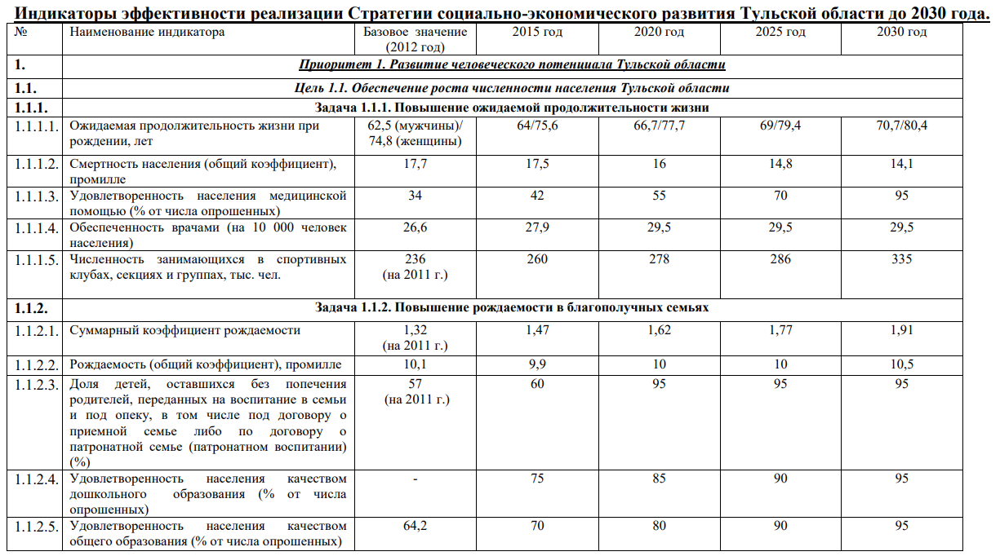 Индикаторы эффективности реализации Стратегии социально-экономического развития Тульской области до 2030 года.
№ Наименование индикатора Базовое значение 2015 год 2020 год 2025 год 2030 год
(2012 год)
1. Приоритет 1. Развитие человеческого потенциала Тульской области
1.1. Цель 1.1. Обеспечение роста численности населения Тульской области
1.1.1. Задача 1.1.1. Повышение ожидаемой продолжительности жизни
1.1.1.1. Ожидаемая продолжительность жизни при 62,5 (мужчины)/ 64/75,6 66,7/77,7 69/79,4 70,7/80,4
рождении, лет 74,8 (женщины)
1.1.1.2. Смертность населения (общий коэффициент), 17,7 17,5 16 14,8 14,1
промилле
1.1.1.3. Удовлетворенность населения медицинской 34 42 55 70 95
помощью (% от числа опрошенных)
1.1.1.4. Обеспеченность врачами (на 10 000 человек 26,6 27,9 29,5 29,5 29,5
населения)
1.1.1.5. Численность занимающихся в спортивных 236 260 278 286 335
клубах, секциях и группах, тыс. чел. (на 2011 г.)
1.1.2. Задача 1.1.2. Повышение рождаемости в благополучных семьях
1.1.2.1. Суммарный коэффициент рождаемости 1,32 1,47 1,62 1,77 1,91
(на 2011 г.)
1.1.2.2. Рождаемость (общий коэффициент), промилле 10,1 9,9 10 10 10,5
1.1.2.3. Доля детей, оставшихся без попечения 57 60 95 95 95
родителей, переданных на воспитание в семьи (на 2011 г.)
и под опеку, в том числе под договору о
приемной семье либо по договору о
патронатной семье (патронатном воспитании)
(%)
1.1.2.4. Удовлетворенность населения качеством - 75 85 90 95
дошкольного образования (% от числа
опрошенных)
1.1.2.5. Удовлетворенность населения качеством 64,2 70 80 90 95
общего образования (% от числа опрошенных)